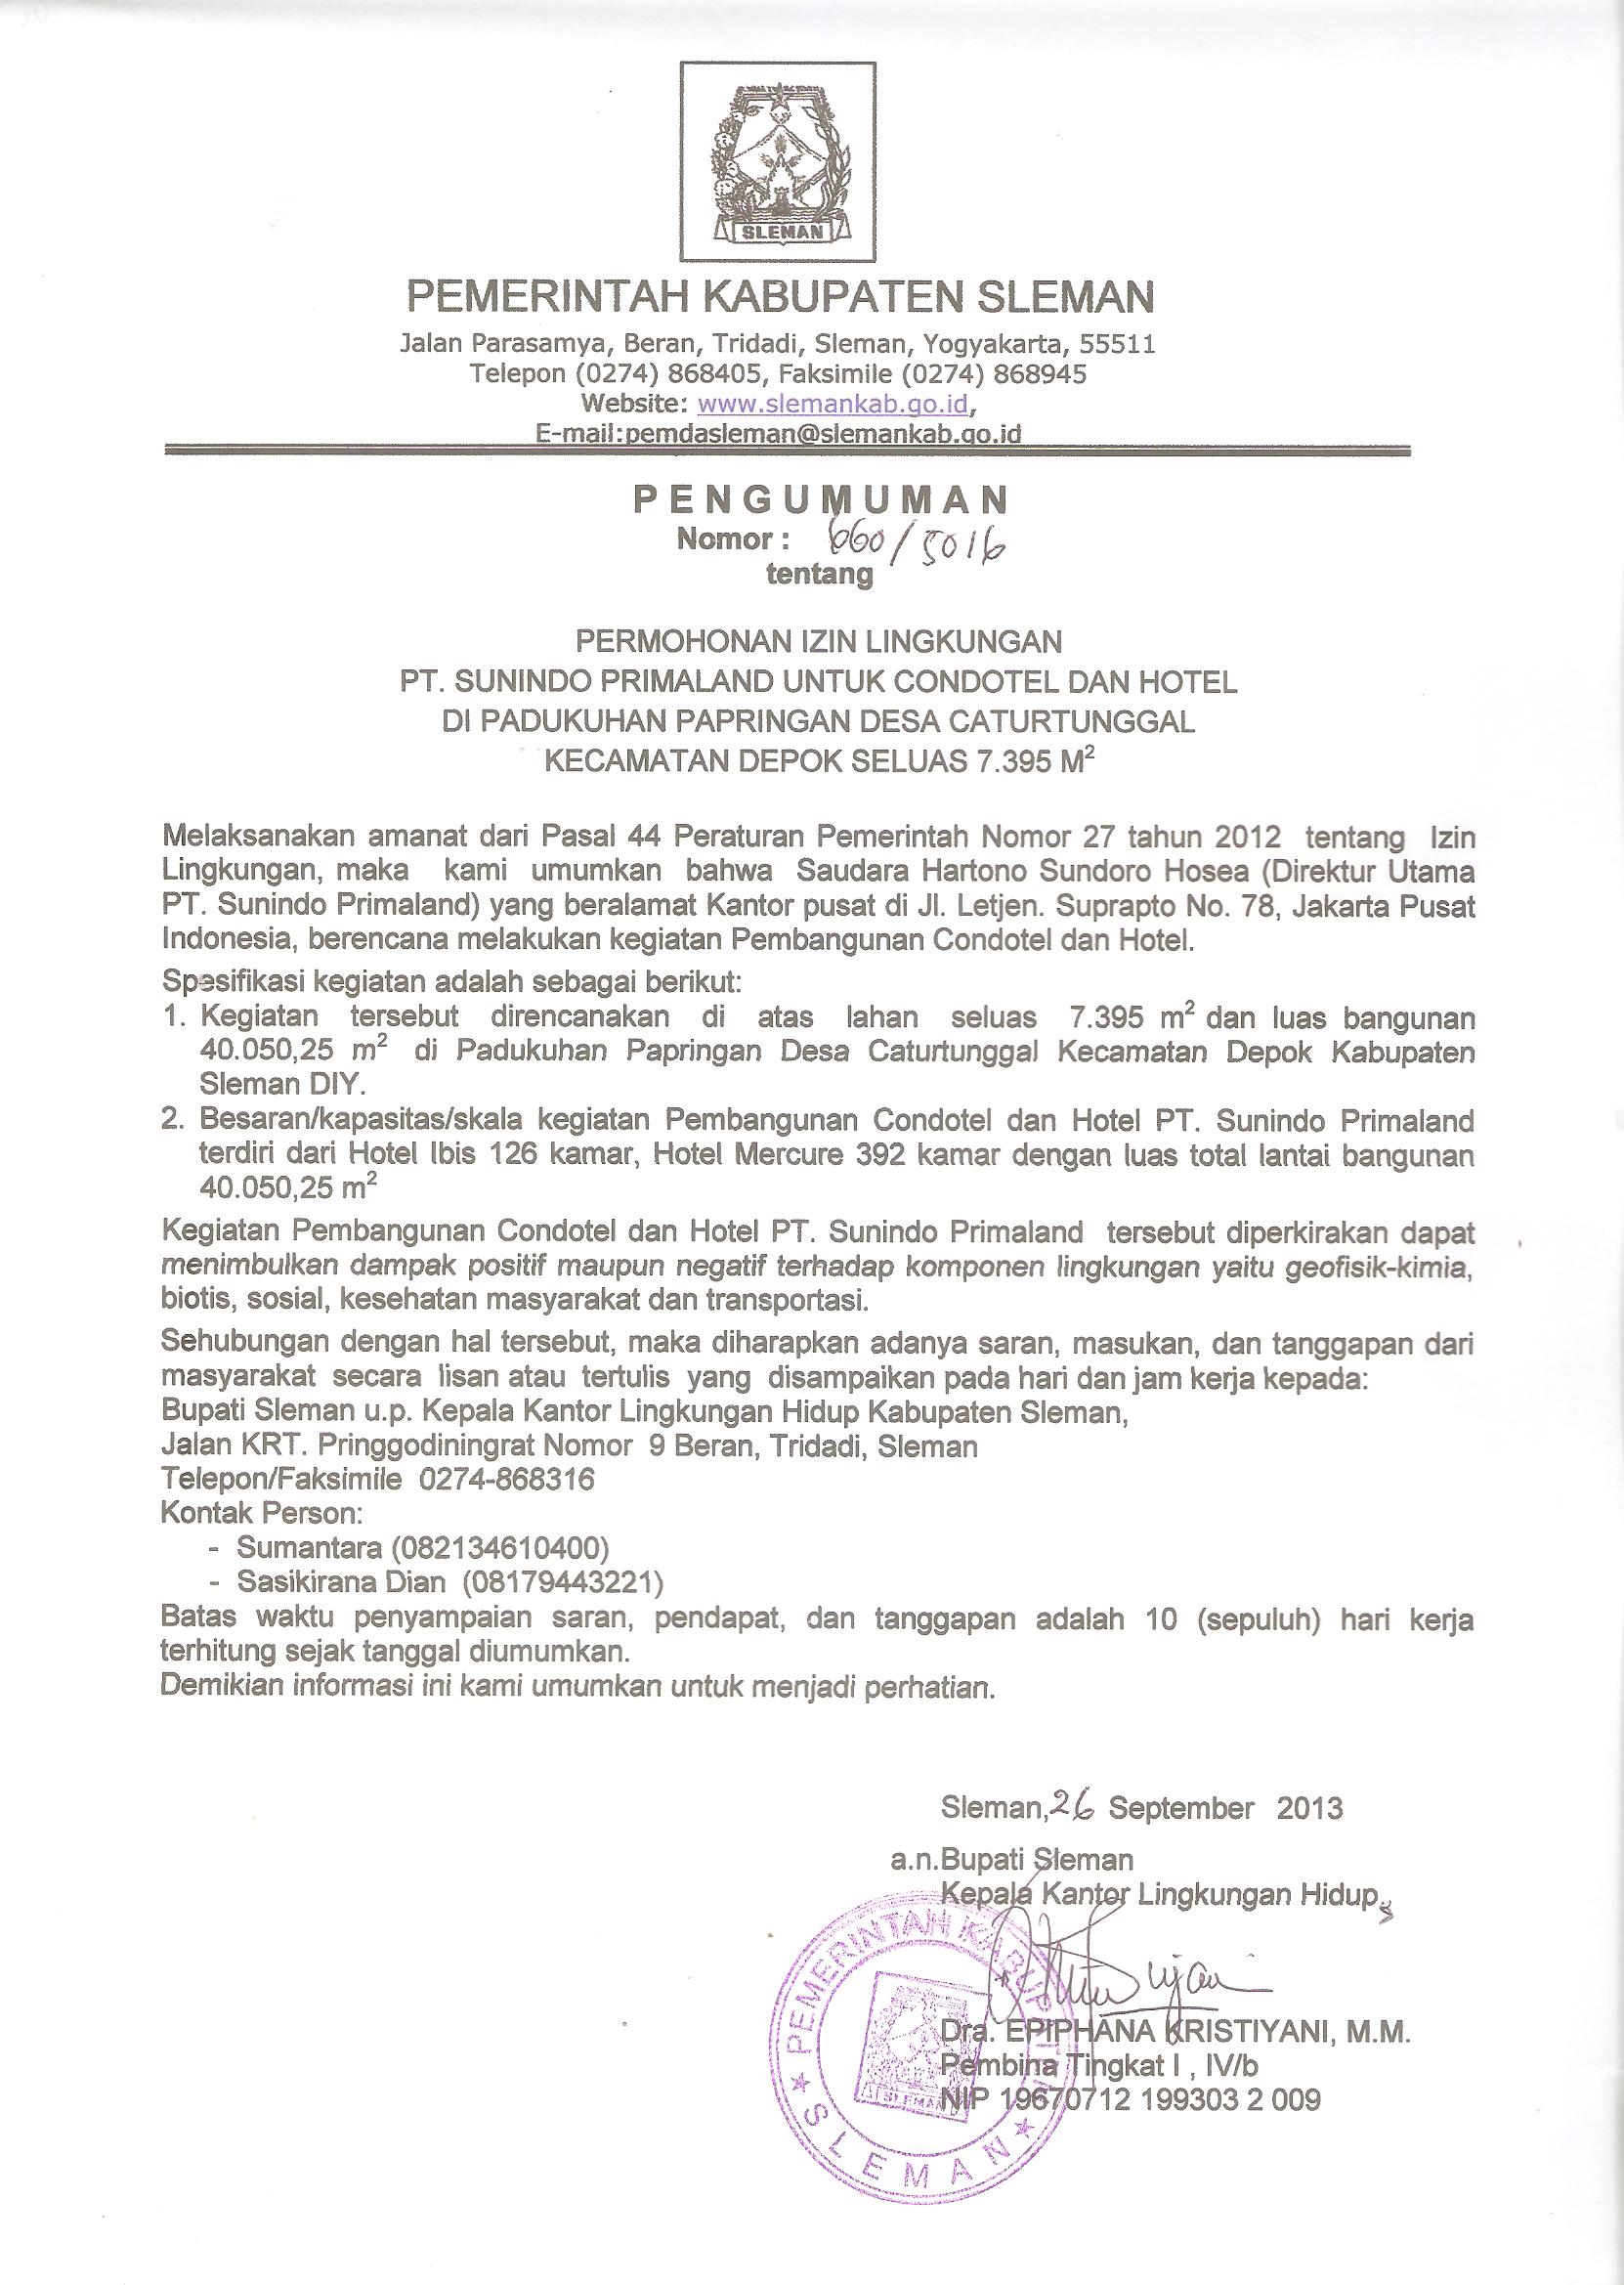 SLEMAN
PEMERINTAH KABUPATEN SLEMAN
Jalan Parasamya, Beran, Tridadi, Sleman, Yogyakarta, 55511
Telepon (0274) 868405, Faksimile (0274) 868945
Website: www.slemankab.go.id,
E-mail:pemdasleman@slemankab.go.id
PENGUMUMAN
Nomor : 660/5016
tentang
PERMOHONAN IZIN LINGKUNGAN
PT. SUNINDO PRIMALAND UNTUK CONDOTEL DAN HOTEL
DI PADUKUHAN PAPRINGAN DESA CATURTUNGGAL
KECAMATAN DEPOK SELUAS 7.395 M²
Melaksanakan amanat dari Pasal 44 Peraturan Pemerintah Nomor 27 tahun 2012 tentang Izin
Lingkungan, maka kami umumkan bahwa Saudara Hartono Sundoro Hosea (Direktur Utama
PT. Sunindo Primaland) yang beralamat Kantor pusat di Jl. Letjen. Suprapto No. 78, Jakarta Pusat
Indonesia, berencana melakukan kegiatan Pembangunan Condotel dan Hotel.
Spesifikasi kegiatan adalah sebagai berikut:
1. Kegiatan tersebut direncanakan di atas lahan seluas 7.395 m² dan luas bangunan
40.050,25 m² di Padukuhan Papringan Desa Caturtunggal Kecamatan Depok Kabupaten
Sleman DIY.
2. Besaran/kapasitas/skala kegiatan Pembangunan Condotel dan Hotel PT. Sunindo Primaland
terdiri dari Hotel Ibis 126 kamar, Hotel Mercure 392 kamar dengan luas total lantai bangunan
40.050,25 m²
Kegiatan Pembangunan Condotel dan Hotel PT. Sunindo Primaland tersebut diperkirakan dapat
menimbulkan dampak positif maupun negatif terhadap komponen lingkungan yaitu geofisik-kimia,
biotis, sosial, kesehatan masyarakat dan transportasi.
Sehubungan dengan hal tersebut, maka diharapkan adanya saran, masukan, dan tanggapan dari
masyarakat secara lisan atau tertulis yang disampaikan pada hari dan jam kerja kepada:
Bupati Sleman u.p. Kepala Kantor Lingkungan Hidup Kabupaten Sleman,
Jalan KRT. Pringgodiningrat Nomor 9 Beran, Tridadi, Sleman
Telepon/Faksimile 0274-868316
Kontak Person:
- Sumantara (082134610400)
- Sasikirana Dian (08179443221)
Batas waktu penyampaian saran, pendapat, dan tanggapan adalah 10 (sepuluh) hari kerja
terhitung sejak tanggal diumumkan.
Demikian informasi ini kami umumkan untuk menjadi perhatian.
Sleman, 26 September 2013
a.n.Bupati Sleman
Kepala Kantor Lingkungan Hidup,
PEMERINTAH KABUPATEN
SLEMAN
SLEMAN
Dra. EPIPHANA KRISTIYANI, M.M.
Pembina Tingkat I , IV/b
NIP 19670712 199303 2 009